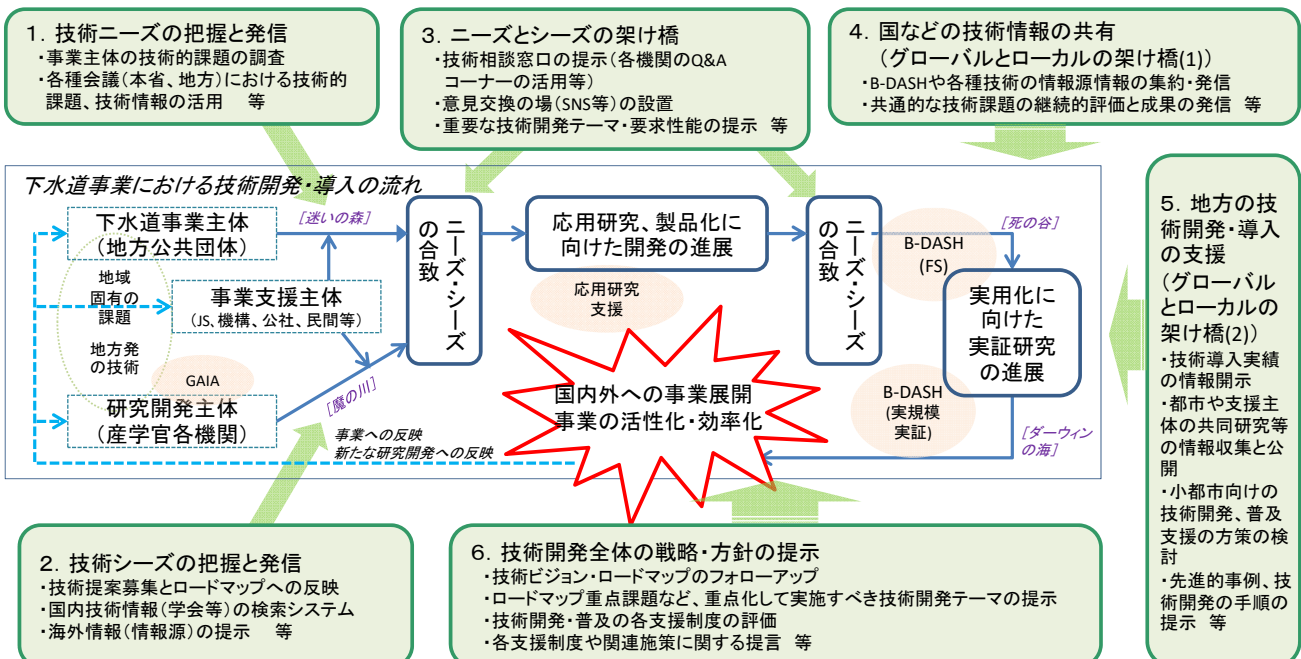 1．技術ニーズの把握と発信
・事業主体の技術的課題の調査
・各種会議(本省、地方)における技術的
課題、技術情報の活用　等
3．ニーズとシーズの架け橋
・技術相談窓口の提示(各機関のQ&A
コーナーの活用等)
・意見交換の場(SNS等)の設置
・重要な技術開発テーマ・要求性能の提示　等
4．国などの技術情報の共有
(グローバルとローカルの架け橋(1))
・B-DASHや各種技術の情報源情報の集約・発信
・共通的な技術課題の継続的評価と成果の発信　等
下水道事業における技術開発・導入の流れ
下水道事業主体
(地方公共団体)
[迷いの森]
地域
固有の
課題
地方発
の技術
事業支援主体
(JS、機構、公社、民間等)
GAIA
研究開発主体
(産学官各機関)
[魔の川]
ニーズ・シーズ
の合致
応用研究、製品化に
向けた開発の進展
応用研究
支援
ニーズ・シーズ
の合致
B-DASH
(FS)
[死の谷]
実用化に
向けた
実証研究
の進展
B-DASH
(実規模
実証)
[ダーウィン
の海]
国内外への事業展開
事業の活性化・効率化
事業への反映
新たな研究開発への反映
5．地方の技
術開発・導入
の支援
(グローバル
とローカルの
架け橋(2))
・技術導入実績
の情報開示
・都市や支援主
体の共同研究等
の情報収集と公
開
・小都市向けの
技術開発、普及
支援の方策の検
討
・先進的事例、技
術開発の手順の
提示　等
2．技術シーズの把握と発信
・技術提案募集とロードマップへの反映
・国内技術情報(学会等)の検索システム
・海外情報(情報源)の提示　等
6．技術開発全体の戦略・方針の提示
・技術ビジョン・ロードマップのフォローアップ
・ロードマップ重点課題など、重点化して実施すべき技術開発テーマの提示
・技術開発・普及の各支援制度の評価
・各支援制度や関連施策に関する提言　等